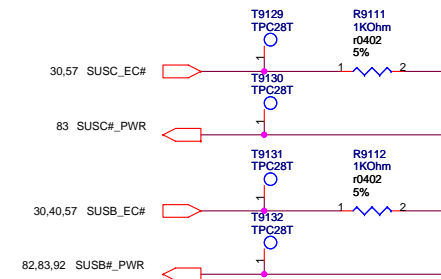 T9129
TPC28T
R9111
1KOhm
r0402
5%
1
30,57 SUSC_EC#
1 2
T9130
TPC28T
1
83 SUSC#_PWR
T9131
TPC28T
R9112
1KOhm
r0402
5%
1
30,40,57 SUSB_EC#
1 2
T9132
TPC28T
1
82,83,92 SUSB#_PWR